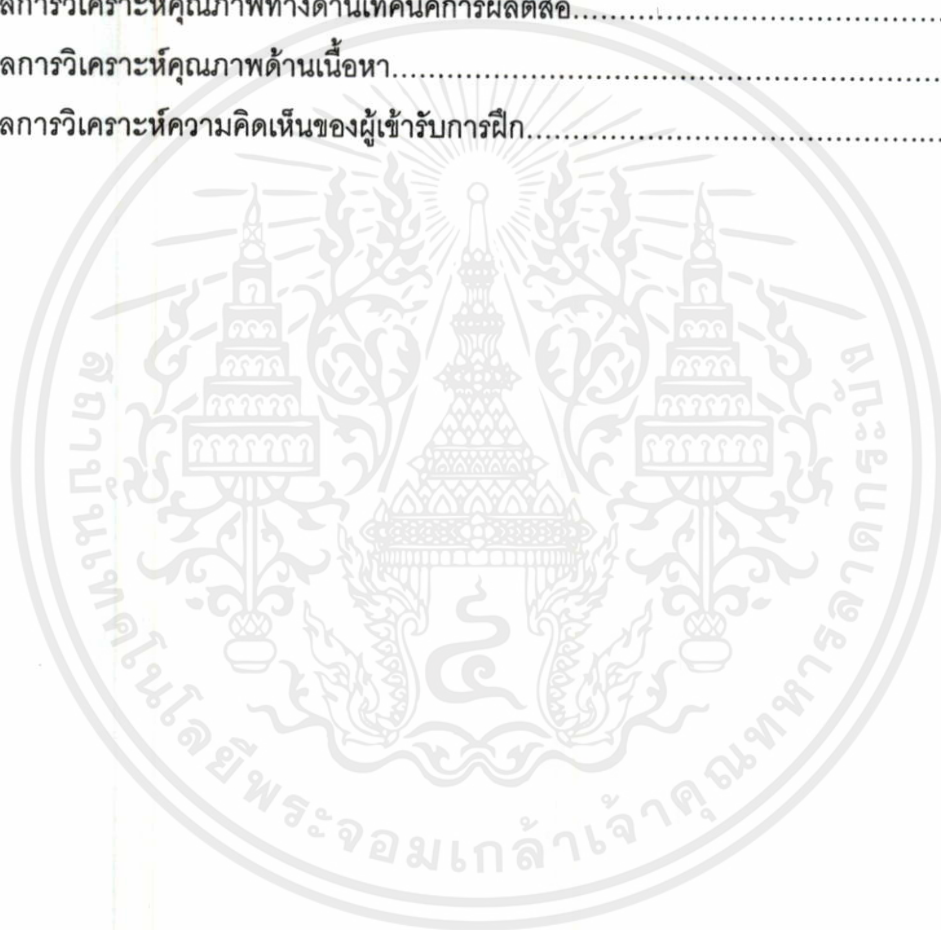 ลการวิเคราะห์คุณภาพทางด้านเทคนิคการผลิตสื่อ................................................
ลการวิเคราะห์คุณภาพด้านเนื้อหา................................................................
ลการวิเคราะห์ความคิดเห็นของผู้เข้ารับการฝึก................................................
สถาบันเทคโนโลยีพระจอมเกล้าเจ้าคุณทหารลาดกระบัง
๔